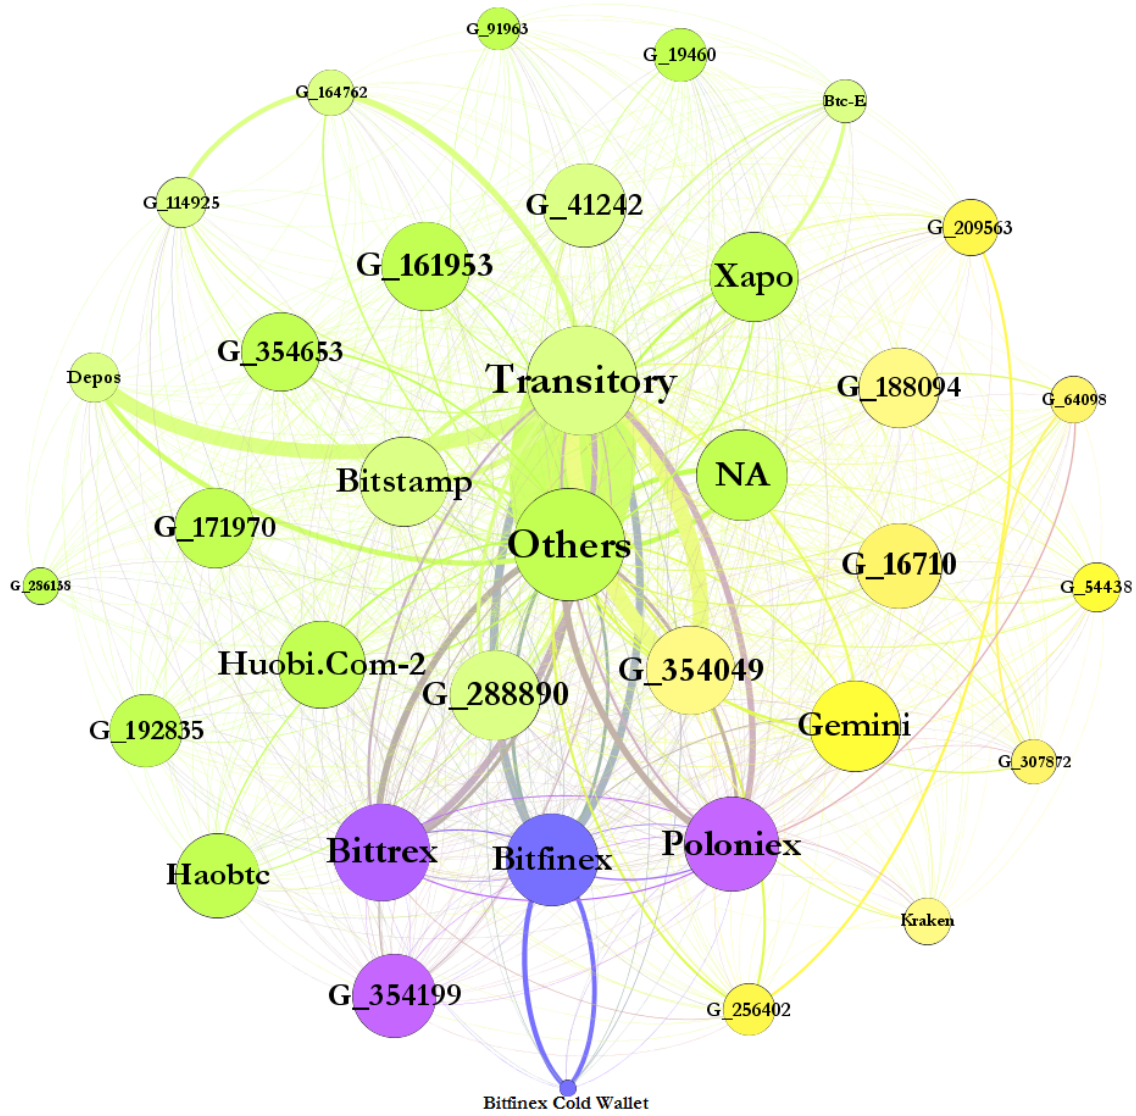 G_91963
G_19460
G_164762
Btc-E
G_114925
G_41242
G_209563
G_161953
Xapo
G_354653
Depos
Transitory
G_188094
G_64098
Bitstamp
NA
G_171970
Others
G_16710
G_286138
G_54438
Huobi.Com-2
G_288890
G_354049
G_192835
Gemini
G_307872
Bittrex
Bitfinex
Poloniex
Haobtc
Kraken
G_354199
G_256402
Bitfinex Cold Wallet